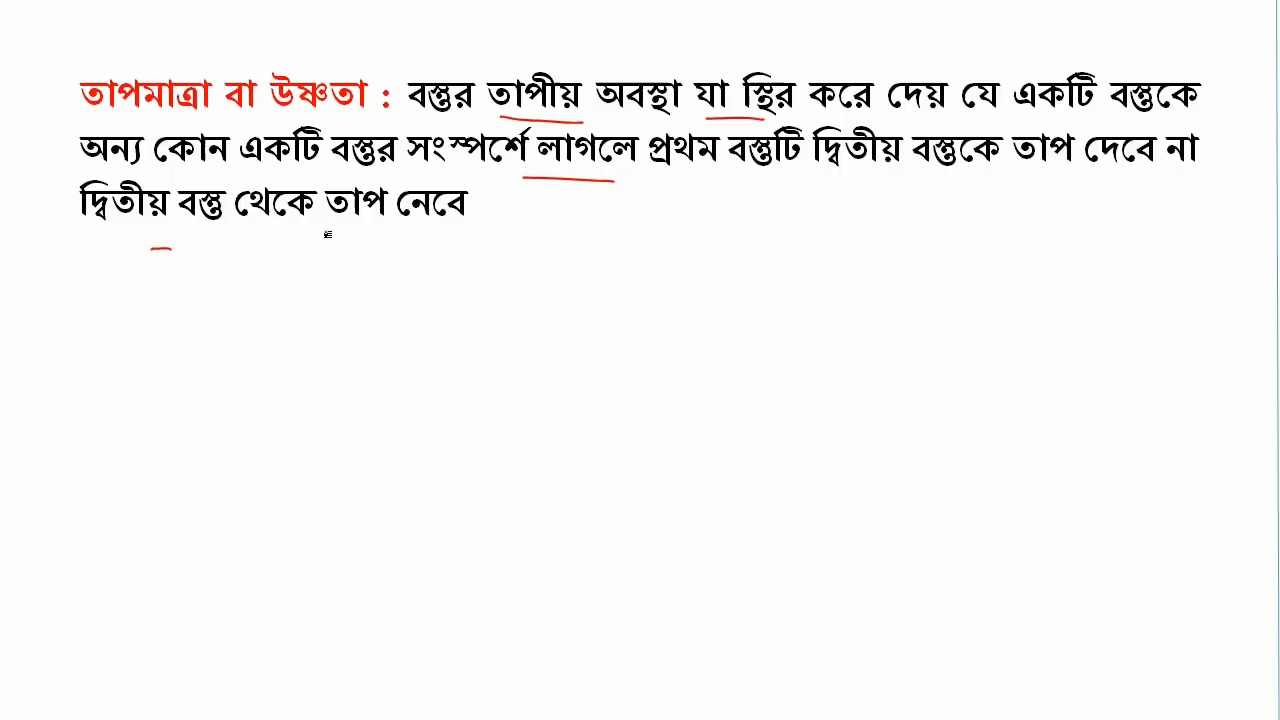 তাপমাত্রা বা উষ্ণতা : বস্তুর তাপীয় অবস্থা যা স্থির করে দেয় যে একটি বস্তুকে
অন্য কোন একটি বস্তুর সংস্পর্শে লাগলে প্রথম বস্তুটি দ্বিতীয় বস্তুকে তাপ দেবে না
দ্বিতীয় বস্তু থেকে তাপ নেবে